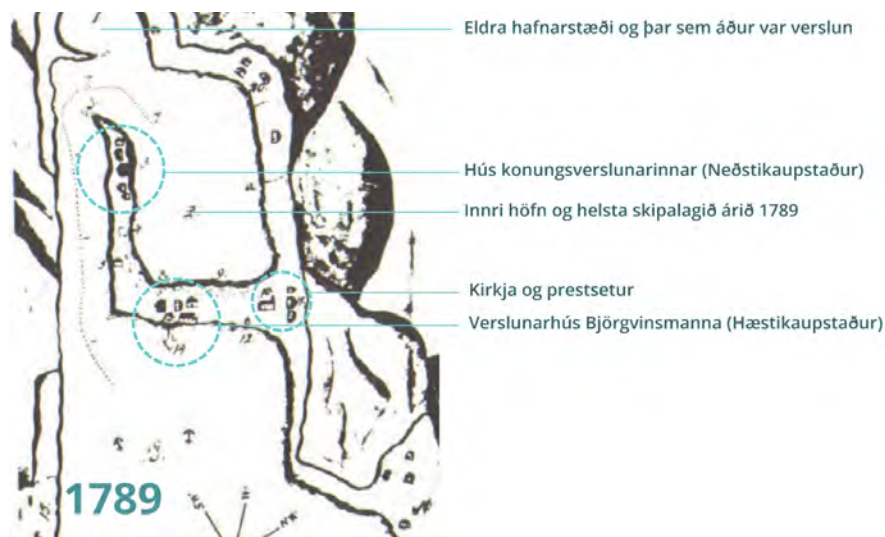 Eldra hafnarstæði og þar sem áður var verslun
Hús konungsverslunarinnar (Neðstikaupstaður)
Innri höfn og helsta skipalagið árið 1789
Kirkja og prestsetur
Verslunarhús Björgvinsmanna (Hæstikaupstaður)
1789